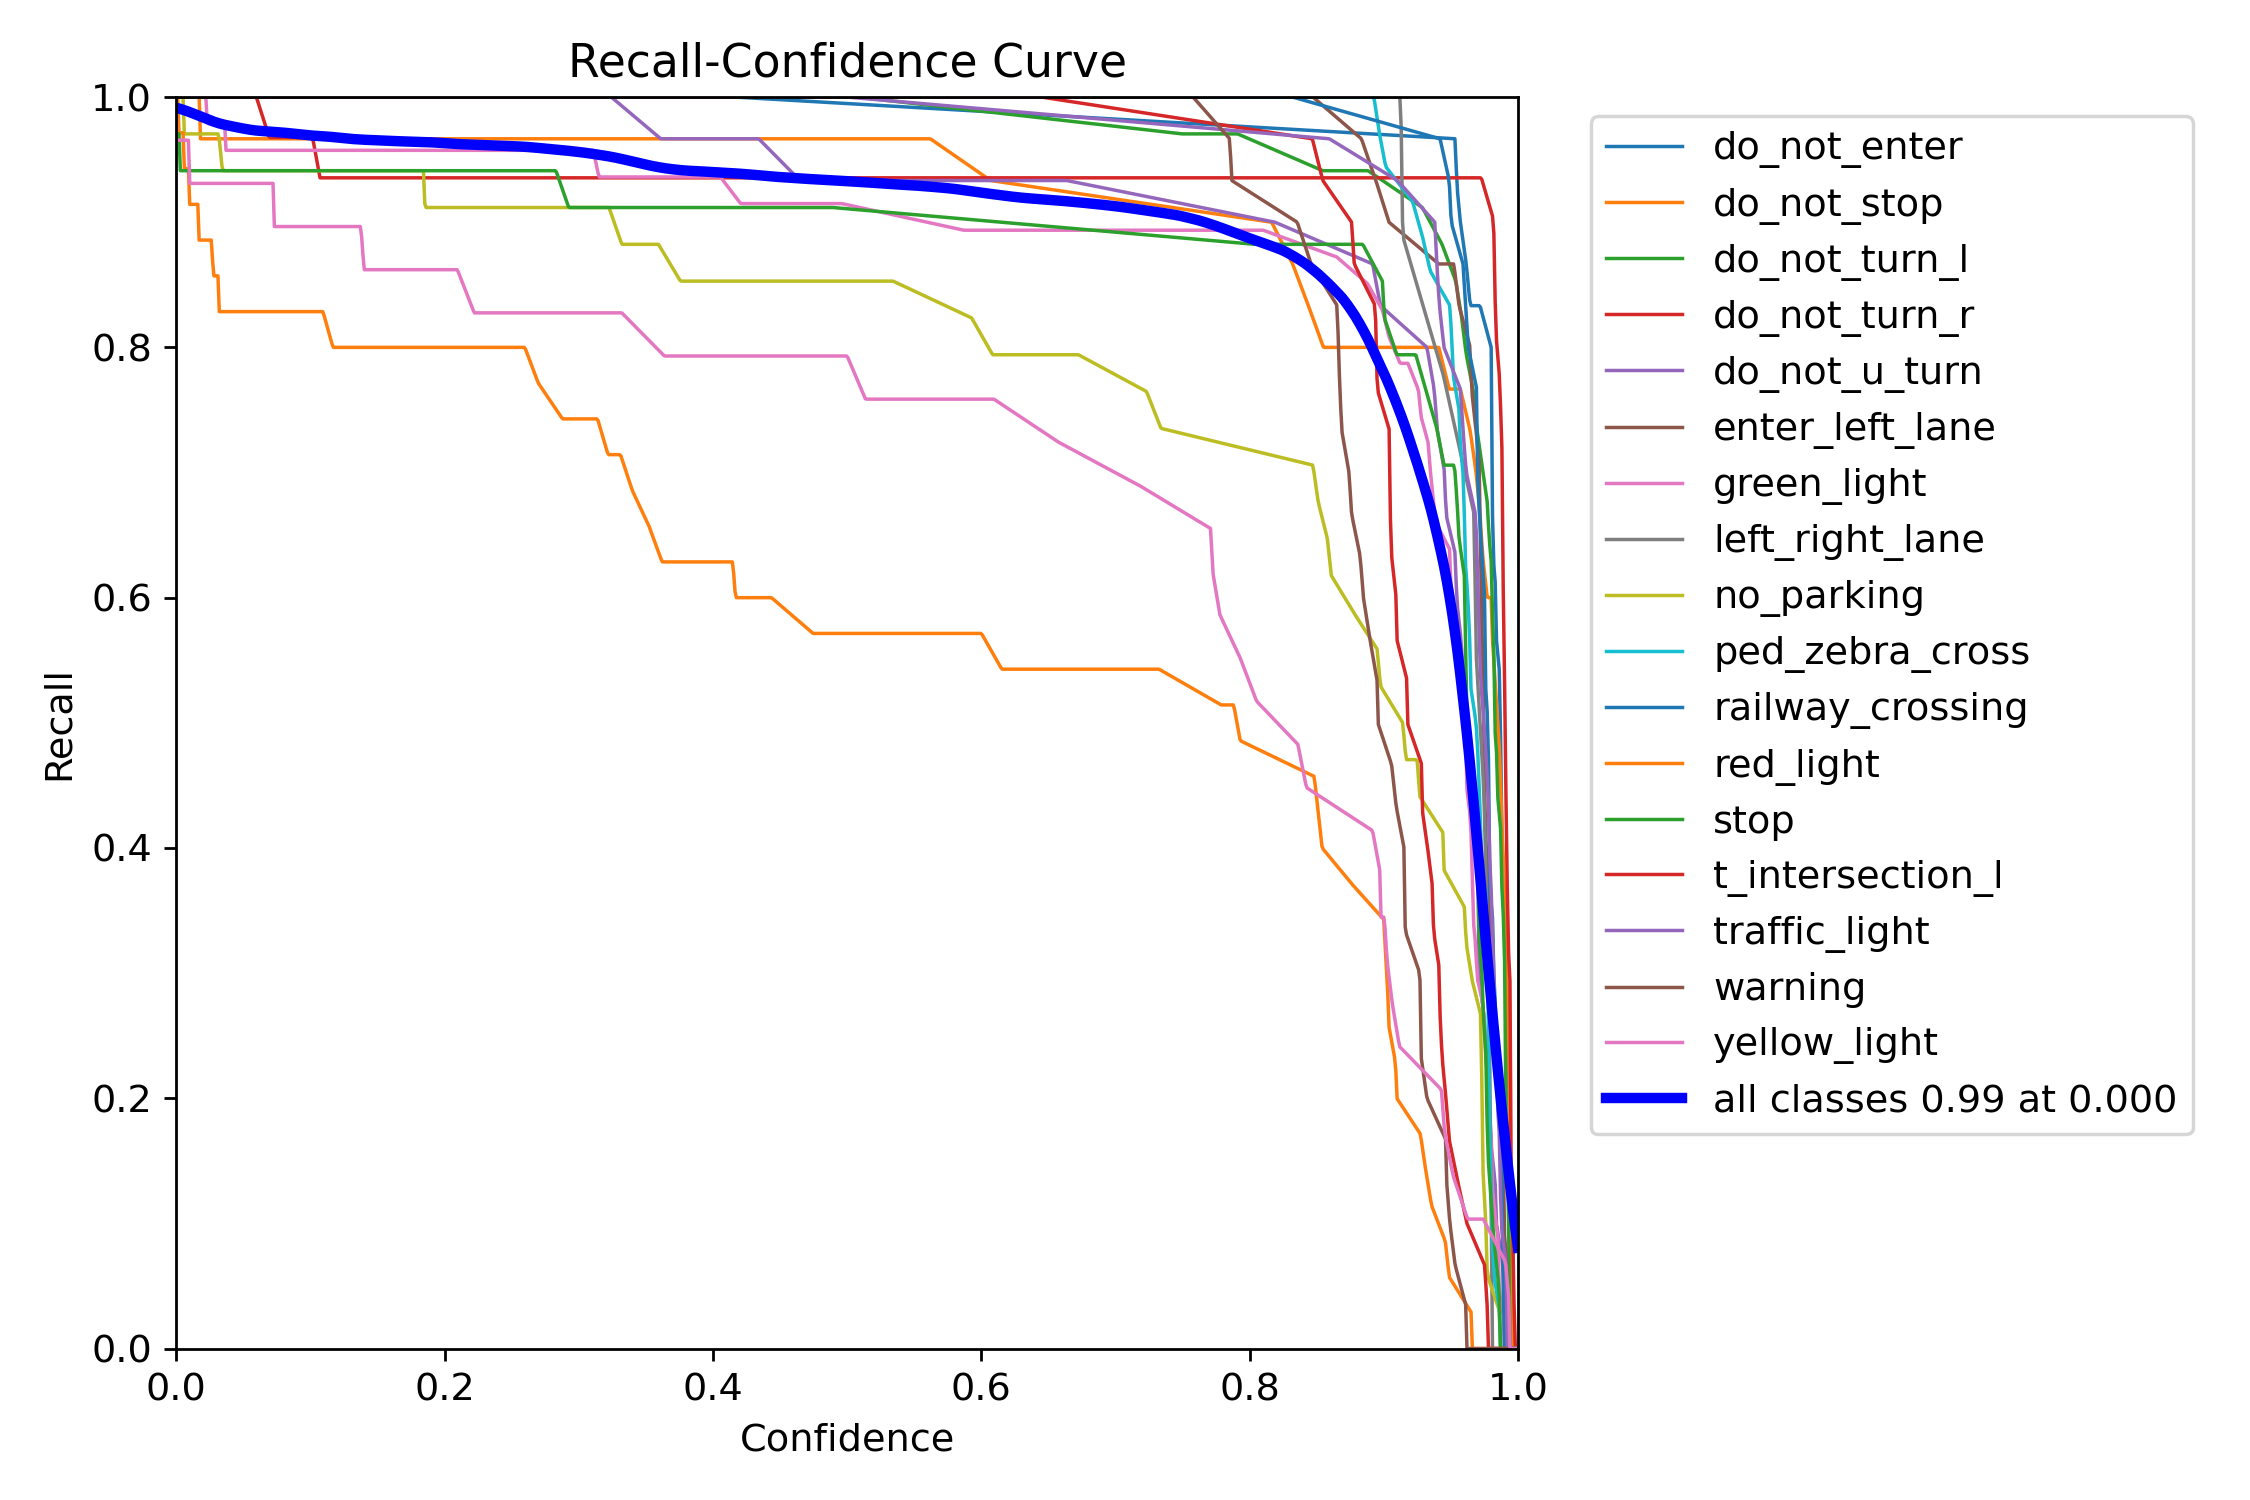 Recall-Confidence Curve
1.0
0.8
0.6
0.4
0.2
0.0
Recall
0.0 0.2 0.4 0.6 0.8 1.0
Confidence
do_not_enter
do_not_stop
do_not_turn_l
do_not_turn_r
do_not_u_turn
enter_left_lane
green_light
left_right_lane
no_parking
ped_zebra_cross
railway_crossing
red_light
stop
t_intersection_l
traffic_light
warning
yellow_light
all classes 0.99 at 0.000